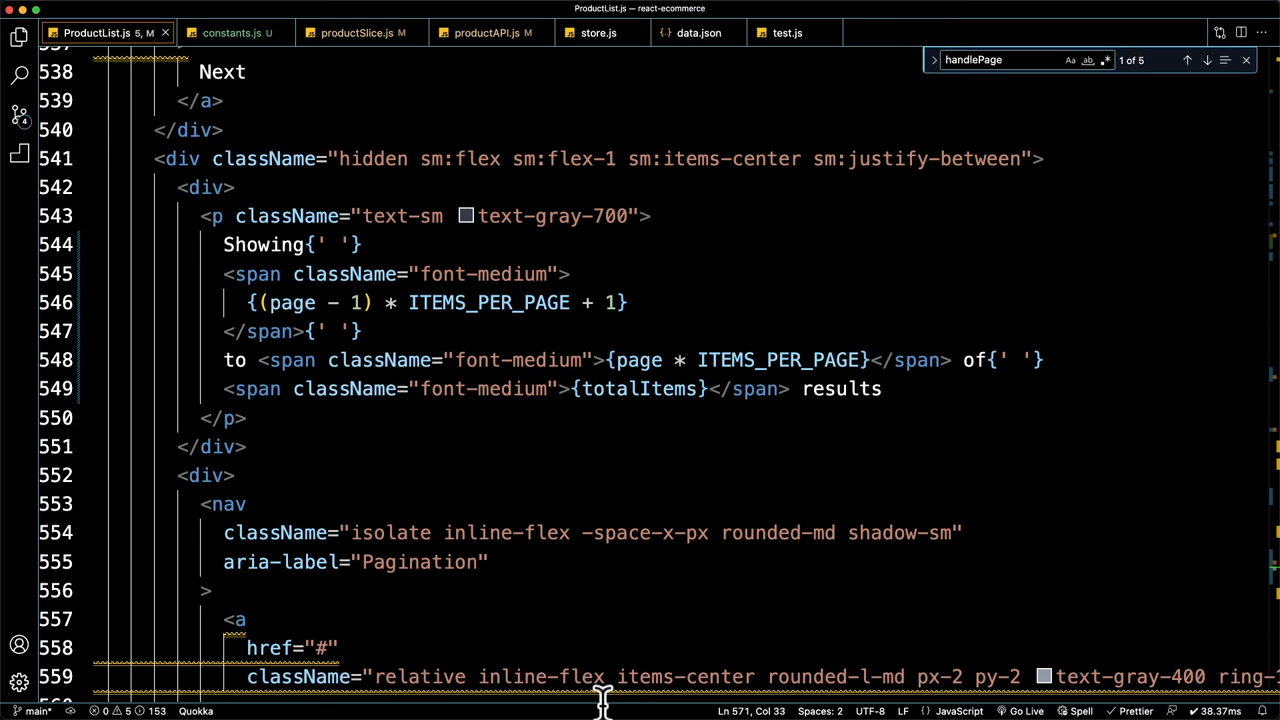 ProductList.js — react-ecommerce
ProductList.js 5, M
constants.js U
productSlice.js M
productAPI.js M
store.js
data.json
test.js
handlePage
1 of 5
538 Next
539 </a>
540 </div>
541 <div className="hidden sm:flex sm:flex-1 sm:items-center sm:justify-between">
542 <div>
543 <p className="text-sm text-gray-700">
544 Showing{' '}
545 <span className="font-medium">
546 {(page - 1) * ITEMS_PER_PAGE + 1}
547 </span>{' '}
548 to <span className="font-medium">{page * ITEMS_PER_PAGE}</span> of{' '}
549 <span className="font-medium">{totalItems}</span> results
550 </p>
551 </div>
552 <div>
553 <nav
554 className="isolate inline-flex -space-x-px rounded-md shadow-sm"
555 aria-label="Pagination"
556 >
557 <a
558 href="#"
559 className="relative inline-flex items-center rounded-l-md px-2 py-2 text-gray-400 ring-1
main* 0 5 153 Quokka Ln 571, Col 33 Spaces: 2 UTF-8 LF {} JavaScript Go Live Spell Prettier 38.37ms